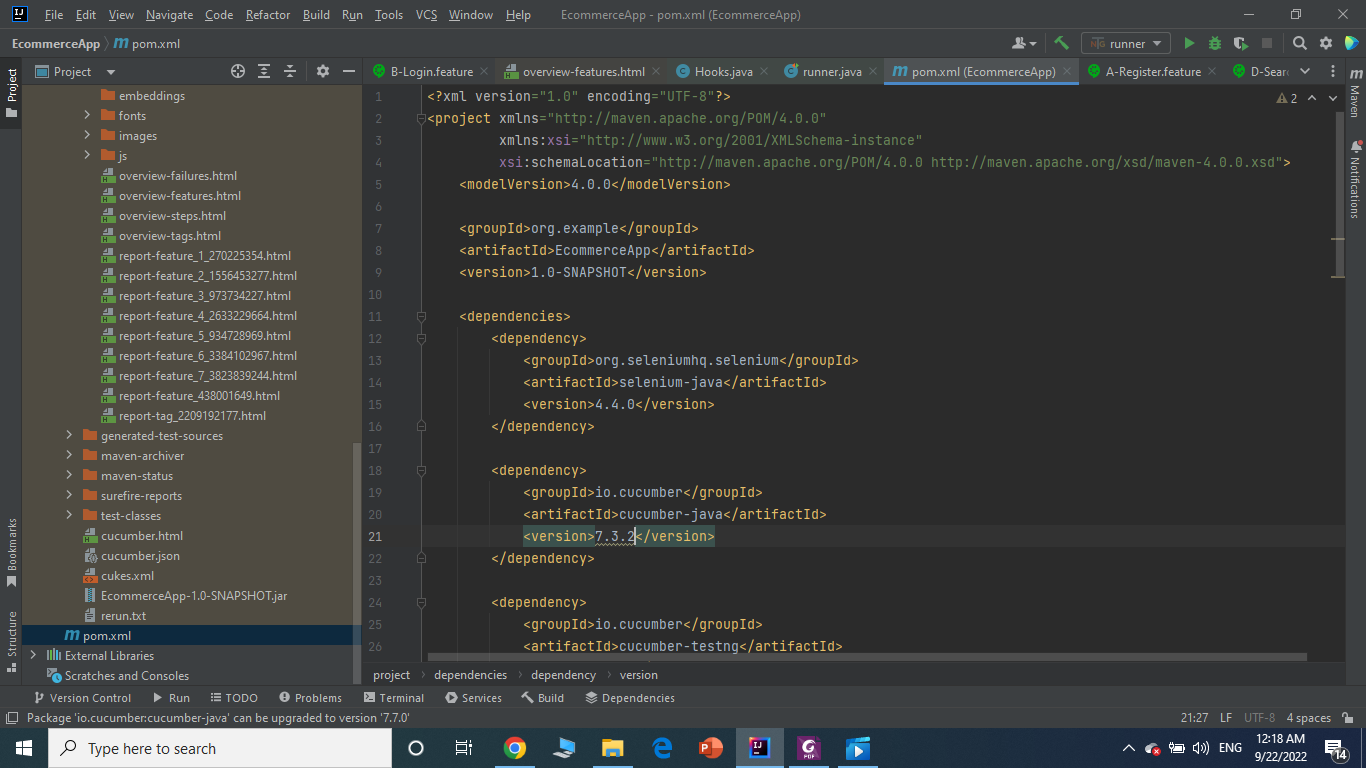 File Edit View Navigate Code Refactor Build Run Tools VCS Window Help EcommerceApp - pom.xml (EcommerceApp)
EcommerceApp pom.xml
runner
Project
B-Login.feature overview-features.html Hooks.java runner.java pom.xml (EcommerceApp) A-Register.feature D-Sear
Project
Bookmarks
Structure
embeddings
fonts
images
js
overview-failures.html
overview-features.html
overview-steps.html
overview-tags.html
report-feature_1_270225354.html
report-feature_2_1556453277.html
report-feature_3_973734227.html
report-feature_4_2633229664.html
report-feature_5_934728969.html
report-feature_6_3384102967.html
report-feature_7_3823839244.html
report-feature_438001649.html
report-tag_2209192177.html
generated-test-sources
maven-archiver
maven-status
surefire-reports
test-classes
cucumber.html
cucumber.json
cukes.xml
EcommerceApp-1.0-SNAPSHOT.jar
rerun.txt
pom.xml
External Libraries
Scratches and Consoles
1 <?xml version="1.0" encoding="UTF-8"?>
2 <project xmlns="http://maven.apache.org/POM/4.0.0"
3 xmlns:xsi="http://www.w3.org/2001/XMLSchema-instance"
4 xsi:schemaLocation="http://maven.apache.org/POM/4.0.0 http://maven.apache.org/xsd/maven-4.0.0.xsd">
5 <modelVersion>4.0.0</modelVersion>
6
7 <groupId>org.example</groupId>
8 <artifactId>EcommerceApp</artifactId>
9 <version>1.0-SNAPSHOT</version>
10
11 <dependencies>
12 <dependency>
13 <groupId>org.seleniumhq.selenium</groupId>
14 <artifactId>selenium-java</artifactId>
15 <version>4.4.0</version>
16 </dependency>
17
18 <dependency>
19 <groupId>io.cucumber</groupId>
20 <artifactId>cucumber-java</artifactId>
21 <version>7.3.2</version>
22 </dependency>
23
24 <dependency>
25 <groupId>io.cucumber</groupId>
26 <artifactId>cucumber-testng</artifactId>
2
Maven
Notifications
project dependencies dependency version
Version Control Run TODO Problems Terminal Services Build Dependencies
Package 'io.cucumber:cucumber-java' can be upgraded to version '7.7.0' 21:27 LF UTF-8 4 spaces
Type here to search
ENG
12:18 AM
9/22/2022
14